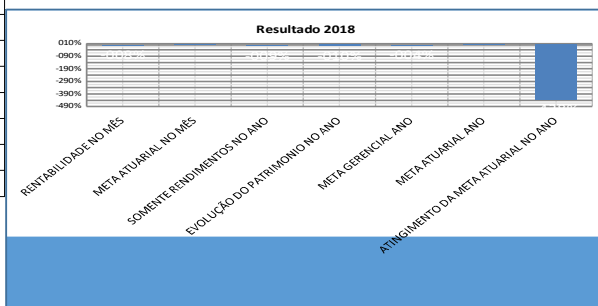 Resultado 2018
010%
-090%
-190%
-290%
-390%
-490%
RENTABILIDADE NO MÊS
META ATUARIAL NO MÊS
SOMENTE RENDIMENTOS NO ANO
EVOLUÇÃO DO PATRIMONIO NO ANO
META GERENCIAL ANO
META ATUARIAL ANO
ATINGIMENTO DA META ATUARIAL NO ANO